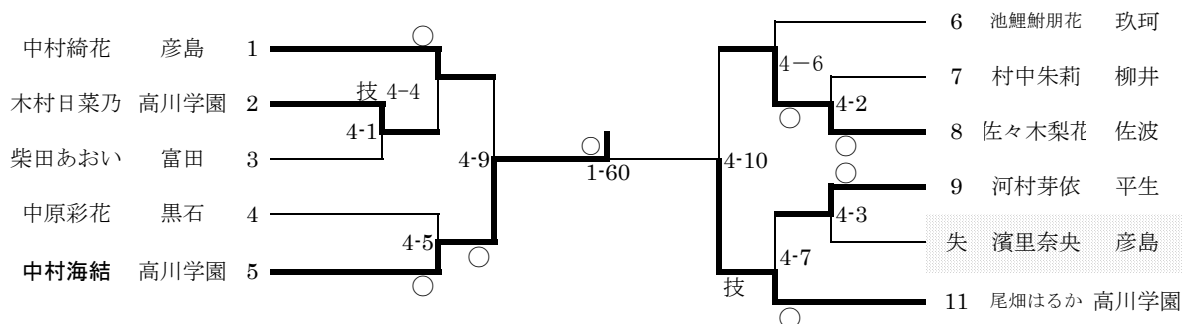 中村綺花 彦島 1
木村日菜乃 高川学園 2
柴田あおい 富田 3
中原彩花 黒石 4
中村海結 高川学園 5
○
技 4-4
4-1
4-9
4-5
○
○
○
1-60
6 池鯉鮒朋花 玖珂
7 村中朱莉 柳井
8 佐々木梨花 佐波
9 河村芽依 平生
失 濱里奈央 彦島
11 尾畑はるか 高川学園
4－6
4-2
○
○
○
4-10
4-3
4-7
技
○